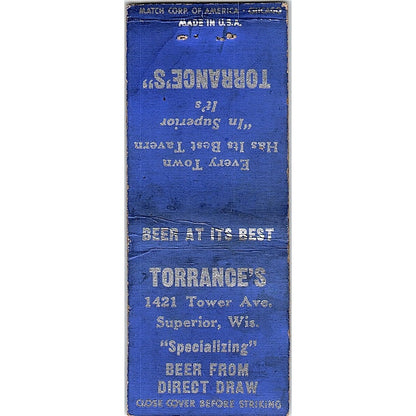 MATCH CORP. OF AMERICA - CHICAGO
MADE IN U.S.A.
Every Town
Has Its Best Tavern
"In Superior
It's
TORRANCE'S"
BEER AT ITS BEST
TORRANCE'S
1421 Tower Ave.
Superior, Wis.
"Specializing"
BEER FROM
DIRECT DRAW
CLOSE COVER BEFORE STRIKING